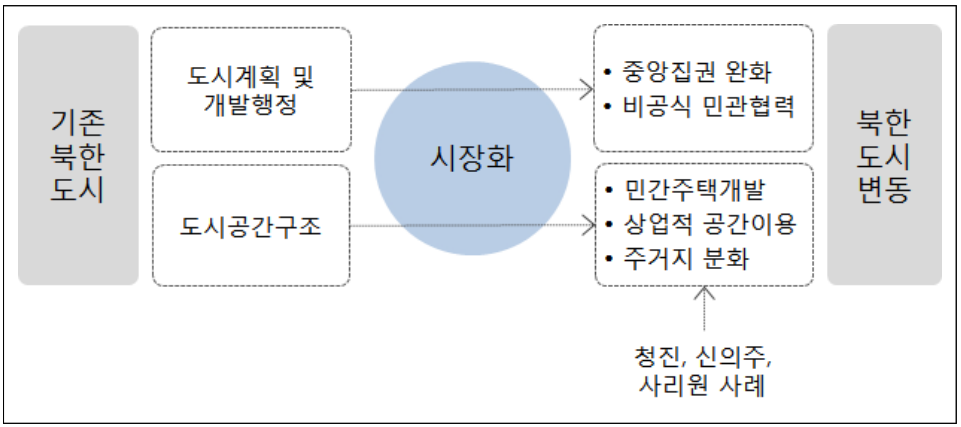 기존
북한
도시
도시계획 및
개발행정
도시공간구조
시장화
• 중앙집권 완화
• 비공식 민관협력
• 민간주택개발
• 상업적 공간이용
• 주거지 분화
북한
도시
변동
청진, 신의주,
사리원 사례